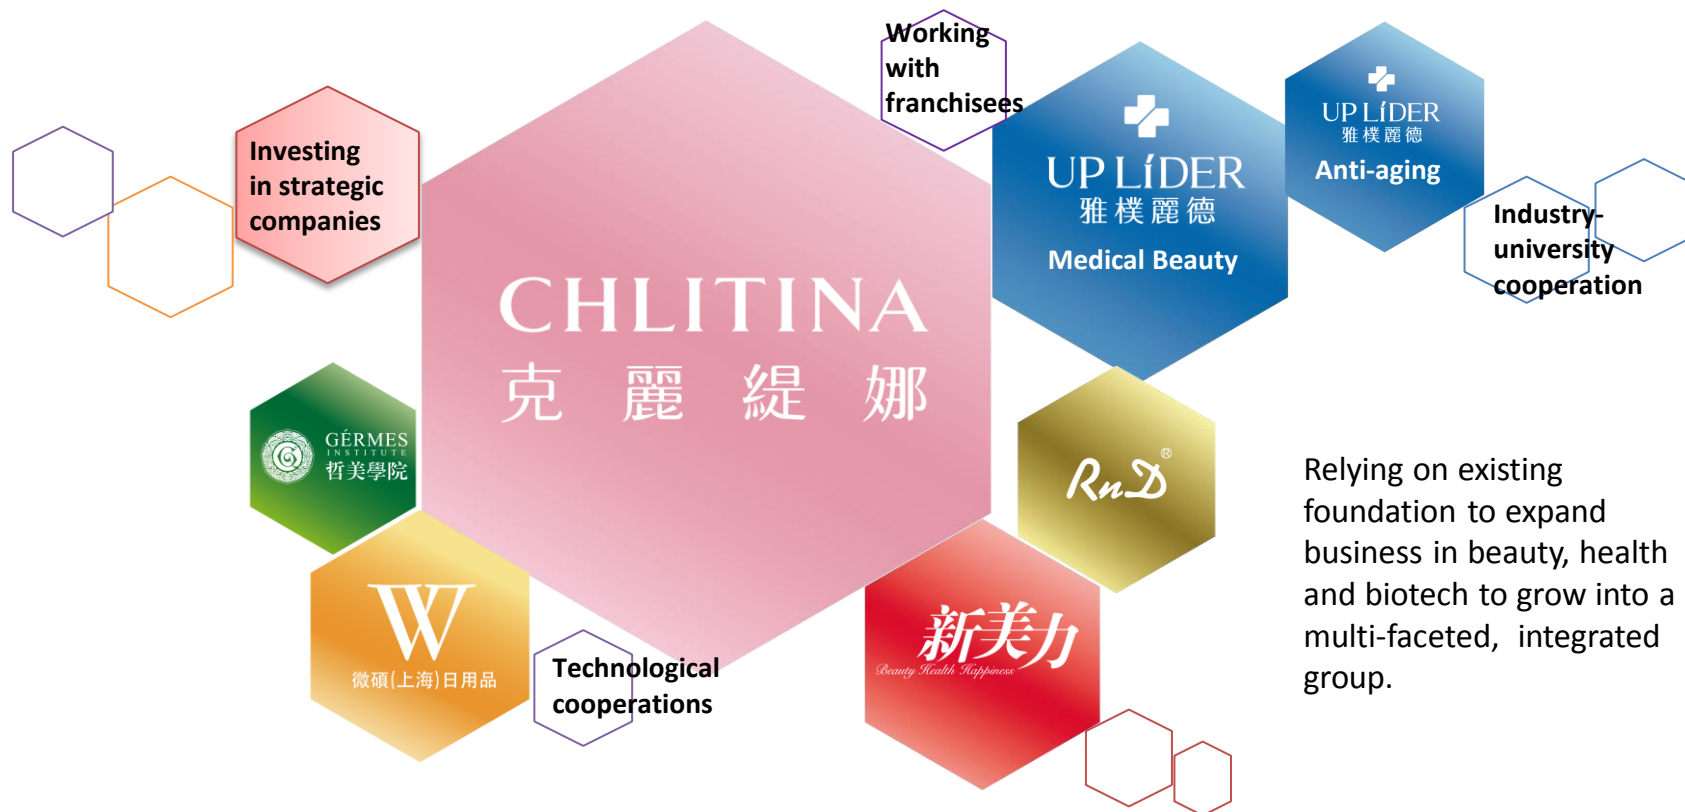 Investing
in strategic
companies
Working
with
franchisees
UP LÍDER
雅樸麗德
Medical Beauty
UP LÍDER
雅樸麗德
Anti-aging
Industry-
university
cooperation
CHLITINA
克麗緹娜
GÉRMES
INSTITUTE
哲美學院
RnD®
W
微碩(上海)日用品
Technological
cooperations
新美力
Beauty Health Happiness
Relying on existing
foundation to expand
business in beauty, health
and biotech to grow into a
multi-faceted, integrated
group.